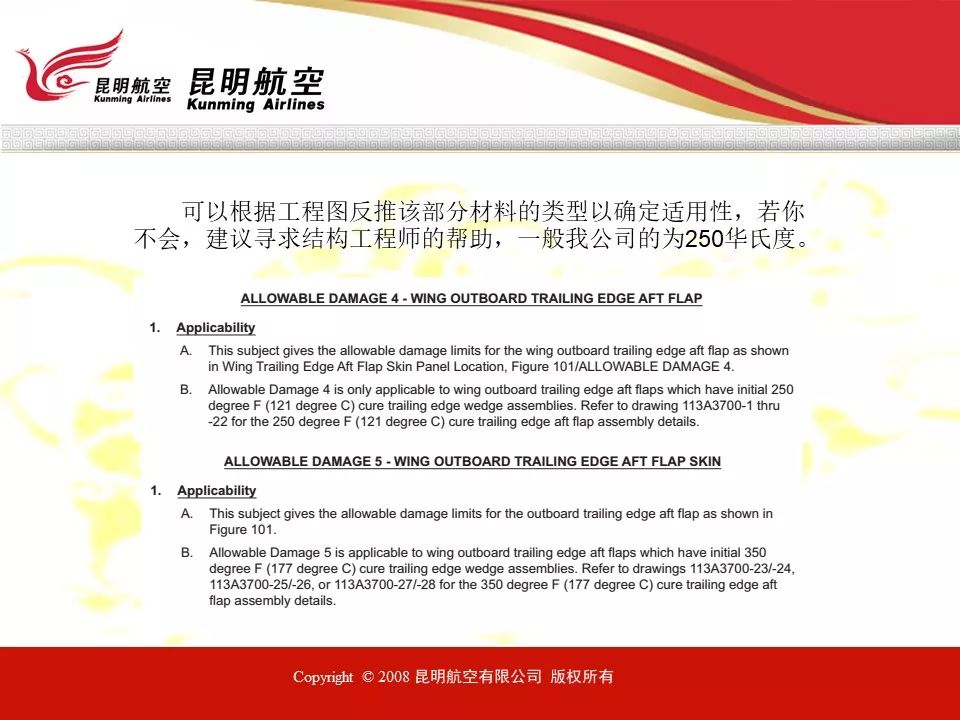 昆明航空
Kunming Airlines
昆明航空
Kunming Airlines
可以根据工程图反推该部分材料的类型以确定适用性，若你
不会，建议寻求结构工程师的帮助，一般我公司的为250华氏度。
ALLOWABLE DAMAGE 4 - WING OUTBOARD TRAILING EDGE AFT FLAP
1. Applicability
A. This subject gives the allowable damage limits for the wing outboard trailing edge aft flap as shown
in Wing Trailing Edge Aft Flap Skin Panel Location, Figure 101/ALLOWABLE DAMAGE 4.
B. Allowable Damage 4 is only applicable to wing outboard trailing edge aft flaps which have initial 250
degree F (121 degree C) cure trailing edge wedge assemblies. Refer to drawing 113A3700-1 thru
-22 for the 250 degree F (121 degree C) cure trailing edge aft flap assembly details.
ALLOWABLE DAMAGE 5 - WING OUTBOARD TRAILING EDGE AFT FLAP SKIN
1. Applicability
A. This subject gives the allowable damage limits for the outboard trailing edge aft flap as shown in
Figure 101.
B. Allowable Damage 5 is applicable to wing outboard trailing edge aft flaps which have initial 350
degree F (177 degree C) cure trailing edge wedge assemblies. Refer to drawings 113A3700-23/-24,
113A3700-25/-26, or 113A3700-27/-28 for the 350 degree F (177 degree C) cure trailing edge aft
flap assembly details.
Copyright © 2008 昆明航空有限公司 版权所有